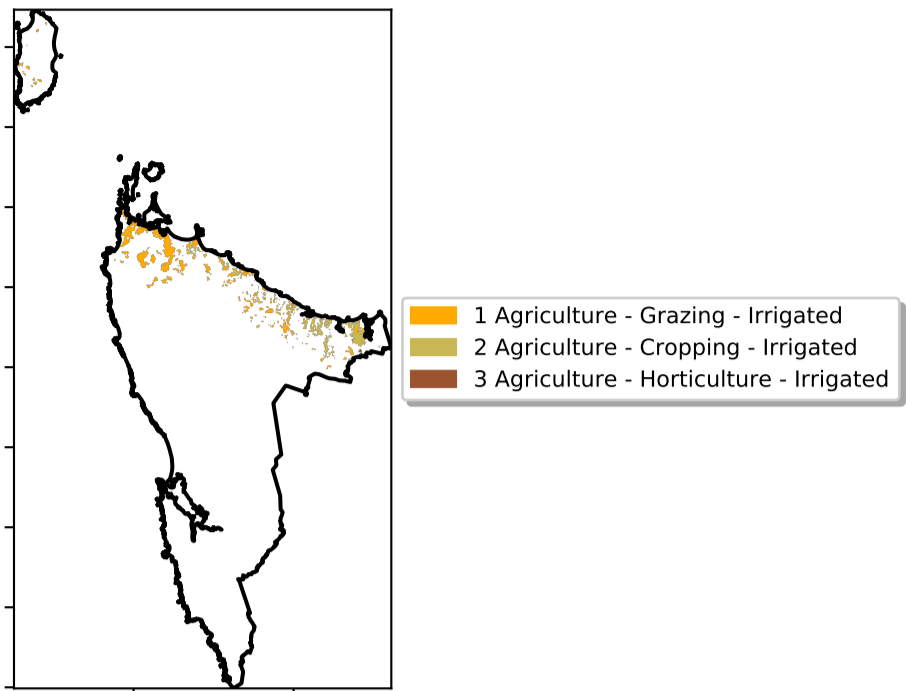 1 Agriculture - Grazing - Irrigated
2 Agriculture - Cropping - Irrigated
3 Agriculture - Horticulture - Irrigated